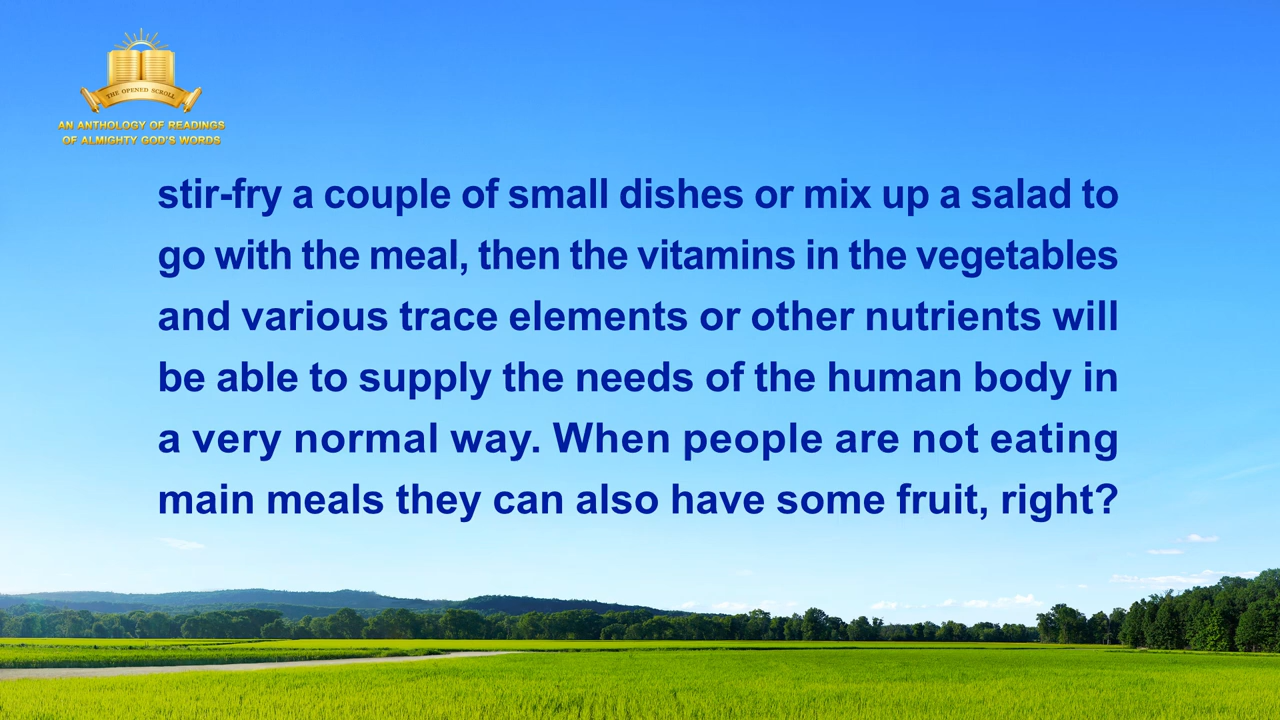 THE OPENED SCROLL
AN ANTHOLOGY OF READINGS
OF ALMIGHTY GOD'S WORDS
stir-fry a couple of small dishes or mix up a salad to
go with the meal, then the vitamins in the vegetables
and various trace elements or other nutrients will
be able to supply the needs of the human body in
a very normal way. When people are not eating
main meals they can also have some fruit, right?